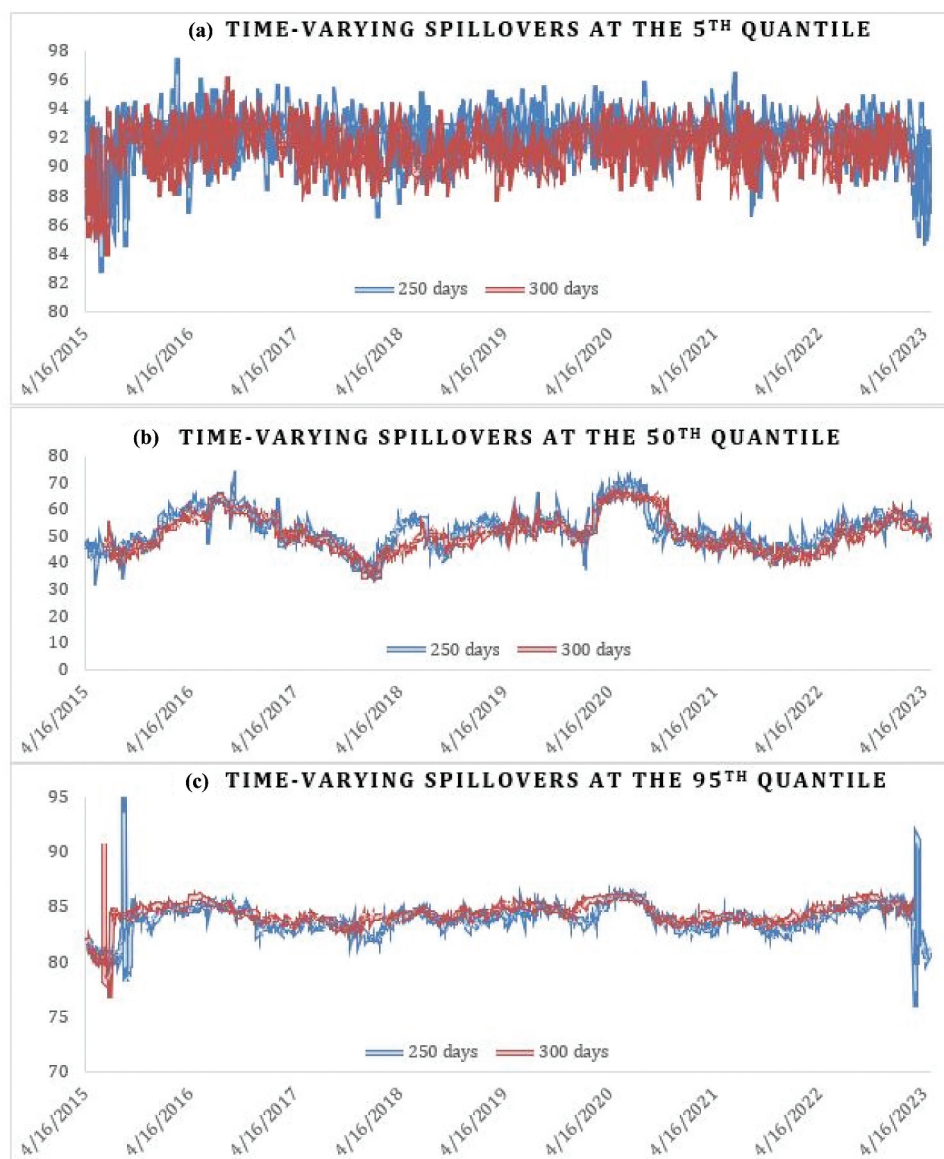 (a) TIME-VARYING SPILLOVERS AT THE 5TH QUANTILE
98
96
94
92
90
88
86
84
82
80
250 days 300 days
4/16/2015 4/16/2016 4/16/2017 4/16/2018 4/16/2019 4/16/2020 4/16/2021 4/16/2022 4/16/2023
(b) TIME-VARYING SPILLOVERS AT THE 50TH QUANTILE
80
70
60
50
40
30
20
10
0
250 days 300 days
4/16/2015 4/16/2016 4/16/2017 4/16/2018 4/16/2019 4/16/2020 4/16/2021 4/16/2022 4/16/2023
(c) TIME-VARYING SPILLOVERS AT THE 95TH QUANTILE
95
90
85
80
75
70
250 days 300 days
4/16/2015 4/16/2016 4/16/2017 4/16/2018 4/16/2019 4/16/2020 4/16/2021 4/16/2022 4/16/2023